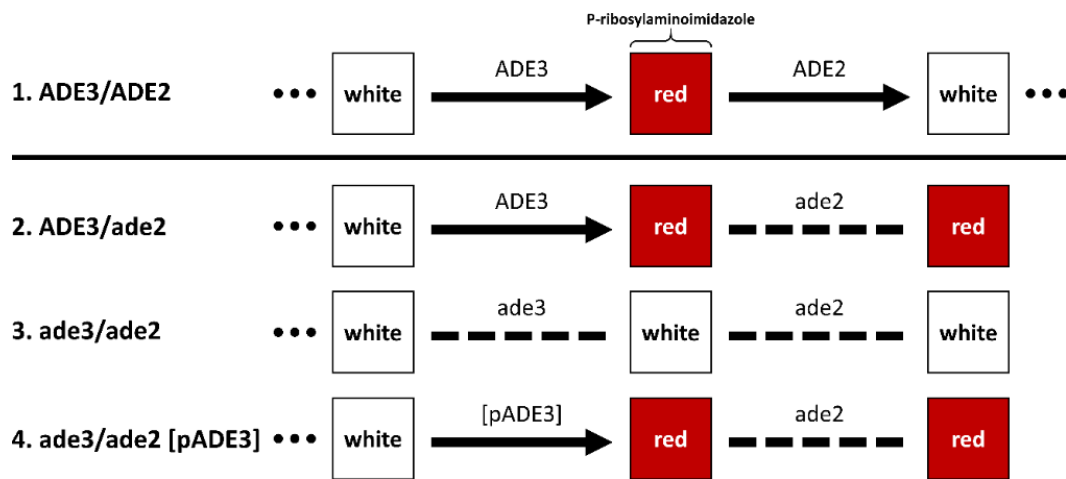 P-ribosylaminoimidazole
1. ADE3/ADE2 ••• white ADE3 red ADE2 white •••
2. ADE3/ade2 ••• white ADE3 red ade2 red
3. ade3/ade2 ••• white ade3 white ade2 white
4. ade3/ade2 [pADE3] ••• white [pADE3] red ade2 red